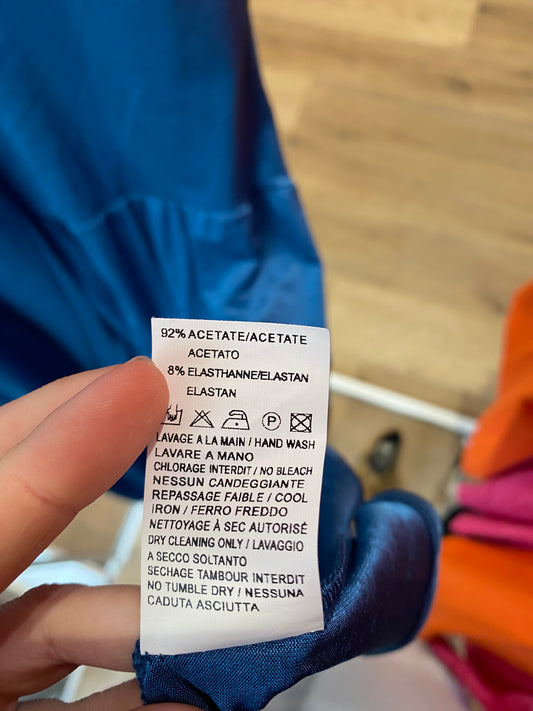 92% ACETATE/ACETATE
ACETATO
8% ELASTHANNE/ELASTAN
ELASTAN
P
LAVAGE A LA MAIN / HAND WASH
LAVARE A MANO
CHLORAGE INTERDIT / NO BLEACH
NESSUN CANDEGGIANTE
REPASSAGE FAIBLE / COOL
IRON / FERRO FREDDO
NETTOYAGE À SEC AUTORISÉ
DRY CLEANING ONLY / LAVAGGIO
A SECCO SOLTANTO
SECHAGE TAMBOUR INTERDIT
NO TUMBLE DRY / NESSUNA
CADUTA ASCIUTTA